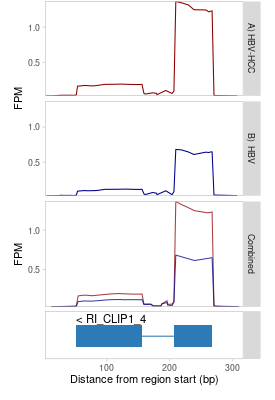 A) HBV-HCC
1.0
0.5
FPM
B) HBV
1.0
0.5
Combined
1.0
0.5
FPM
< RI_CLIP1_4
100
200
300
Distance from region start (bp)